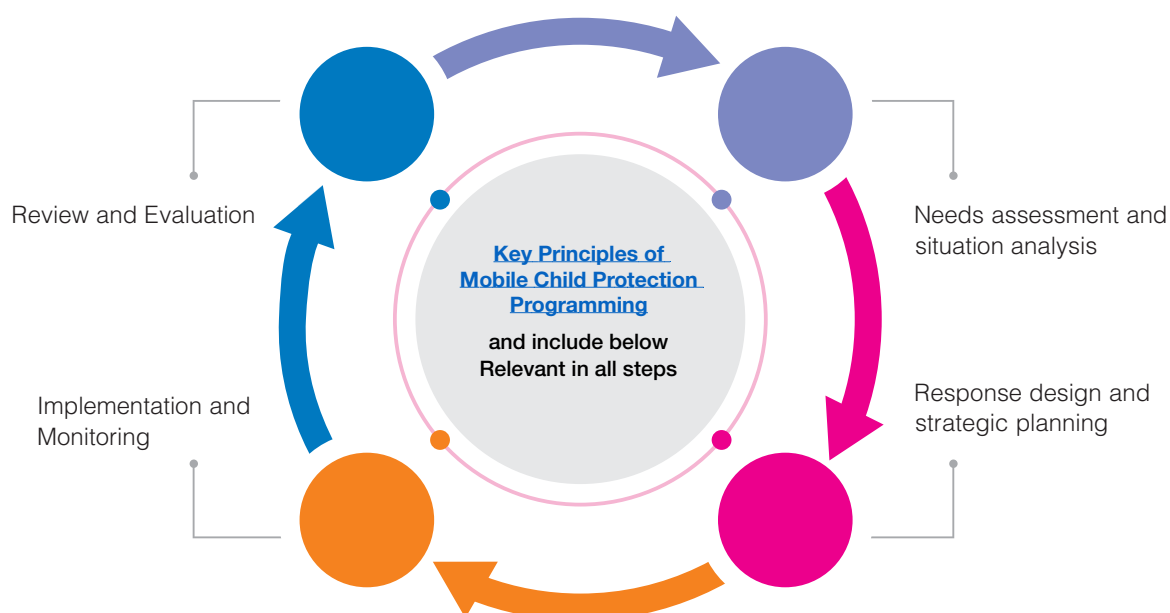 Review and Evaluation
Needs assessment and
situation analysis
Key Principles of
Mobile Child Protection
Programming
and include below
Relevant in all steps
Implementation and
Monitoring
Response design and
strategic planning